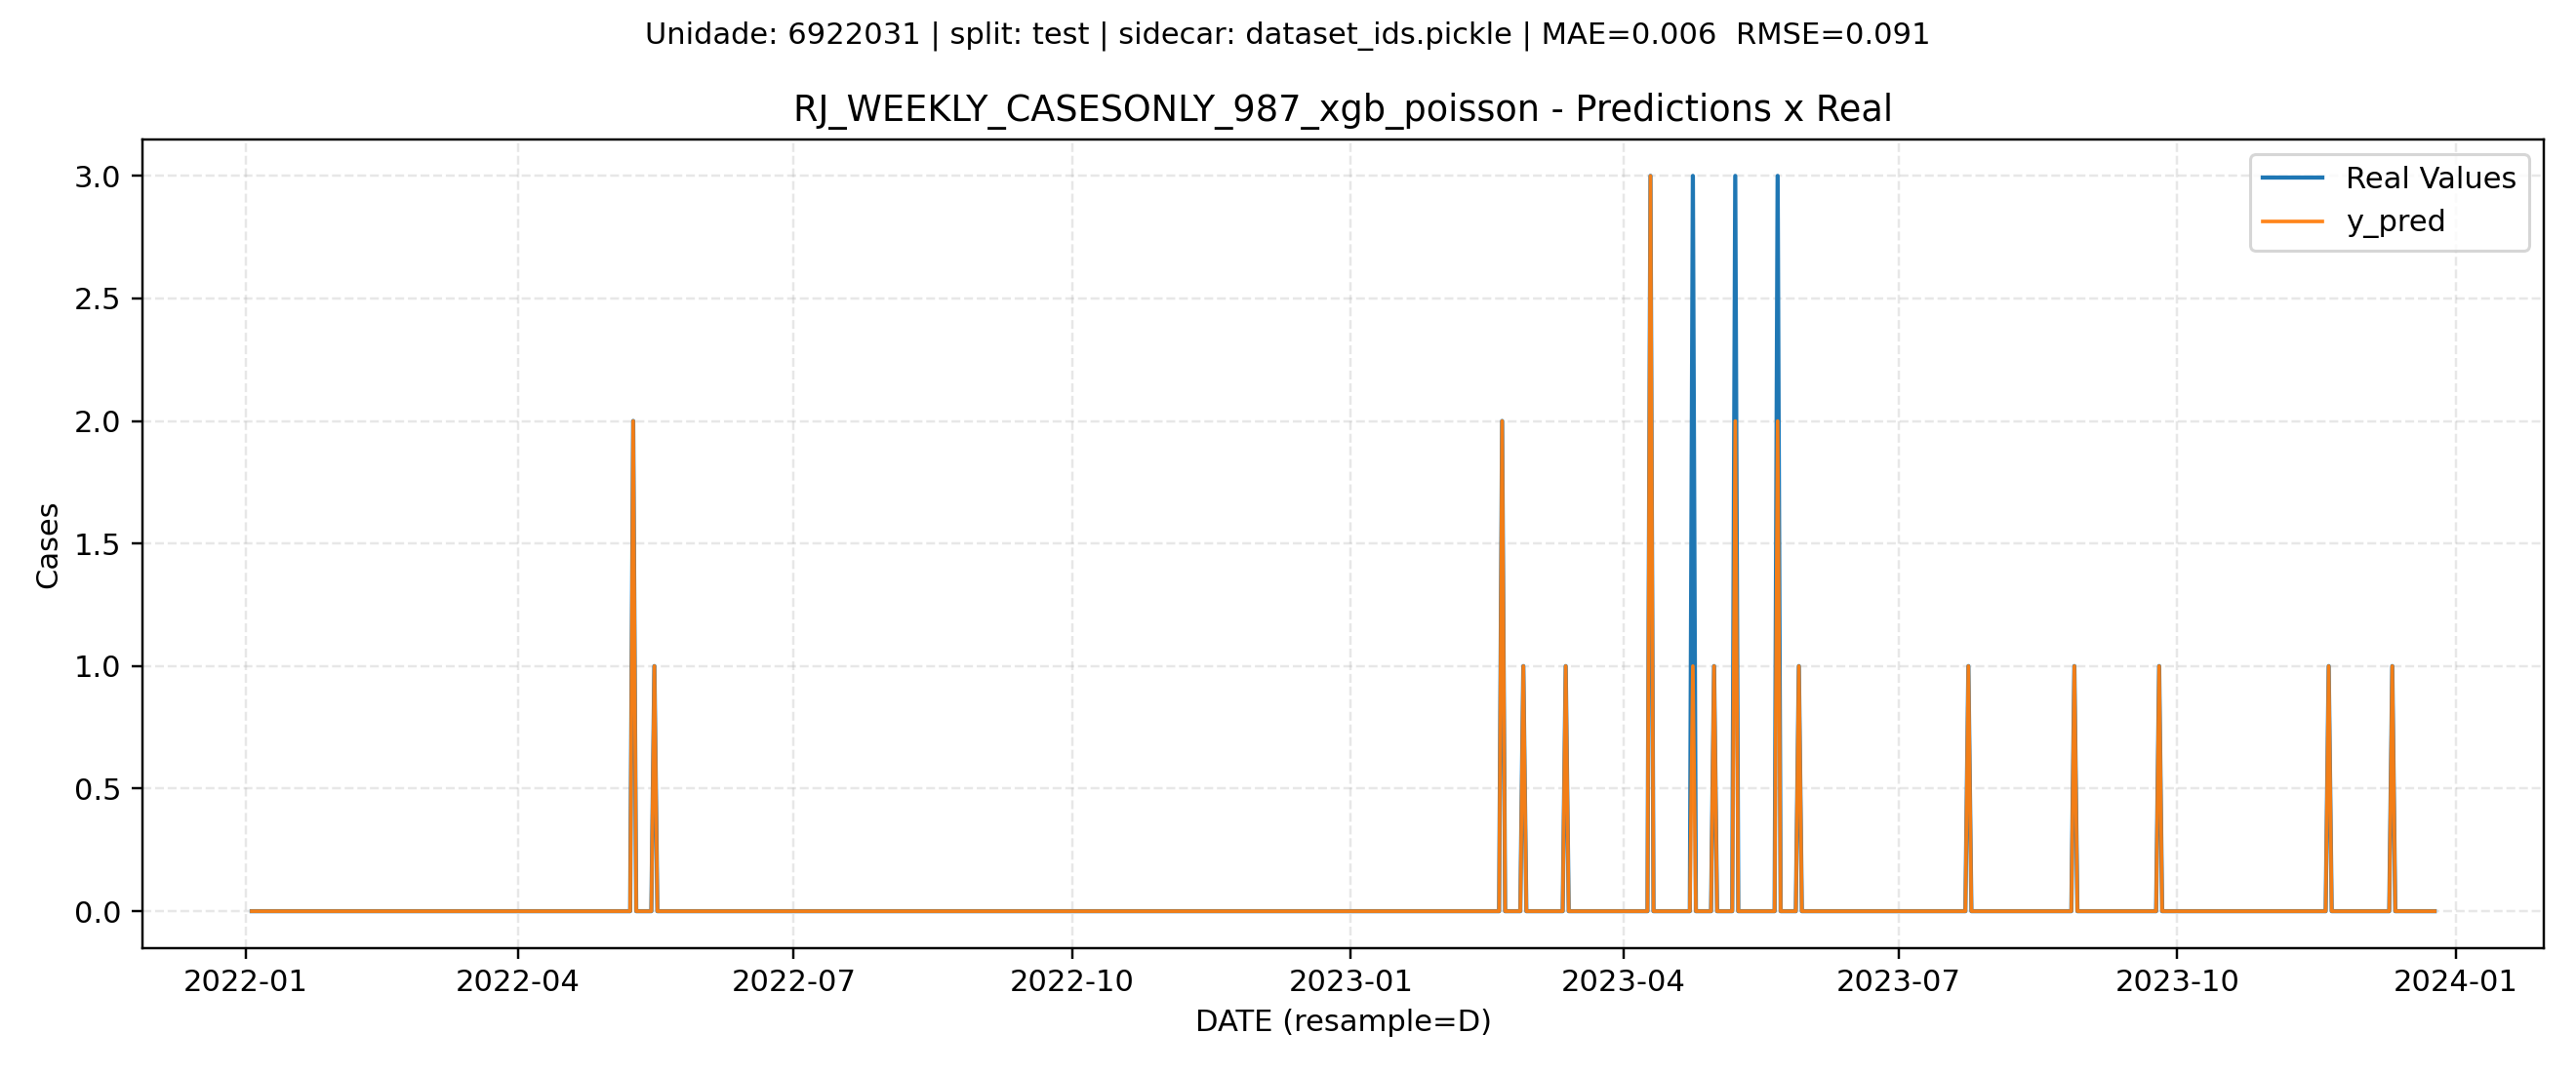 Unidade: 6922031 | split: test | sidecar: dataset_ids.pickle | MAE=0.006  RMSE=0.091
RJ_WEEKLY_CASESONLY_987_xgb_poisson - Predictions x Real
Real Values
y_pred
Cases
3.0
2.5
2.0
1.5
1.0
0.5
0.0
2022-01 2022-04 2022-07 2022-10 2023-01 2023-04 2023-07 2023-10 2024-01
DATE (resample=D)